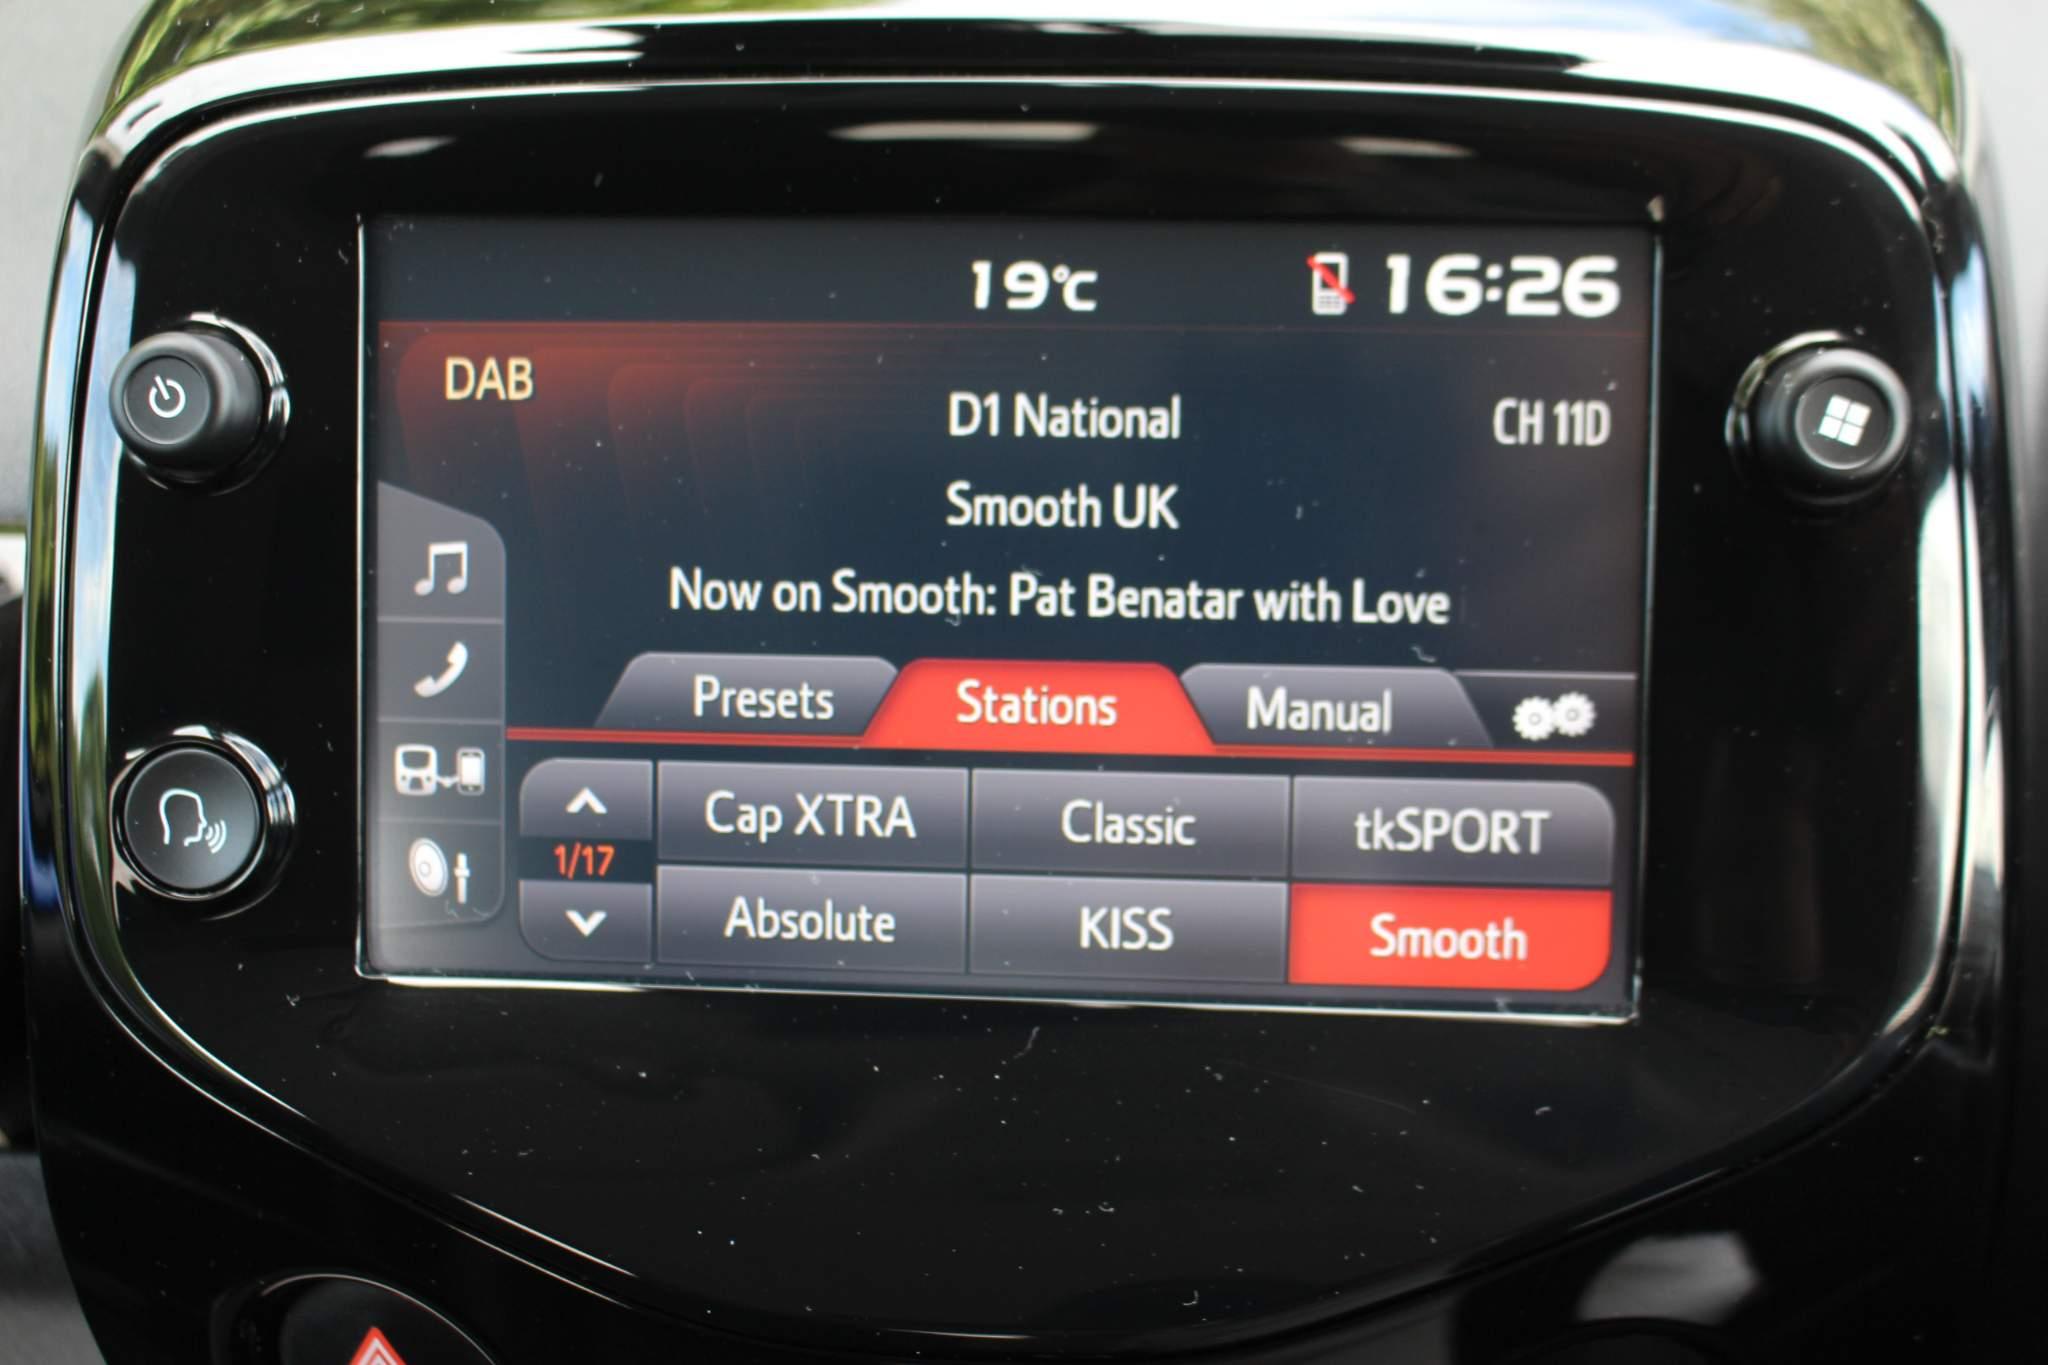 19°C 16:26
DAB
D1 National CH 11D
Smooth UK
Now on Smooth: Pat Benatar with Love
Presets Stations Manual
Cap XTRA Classic tkSPORT
1/17
Absolute KISS Smooth